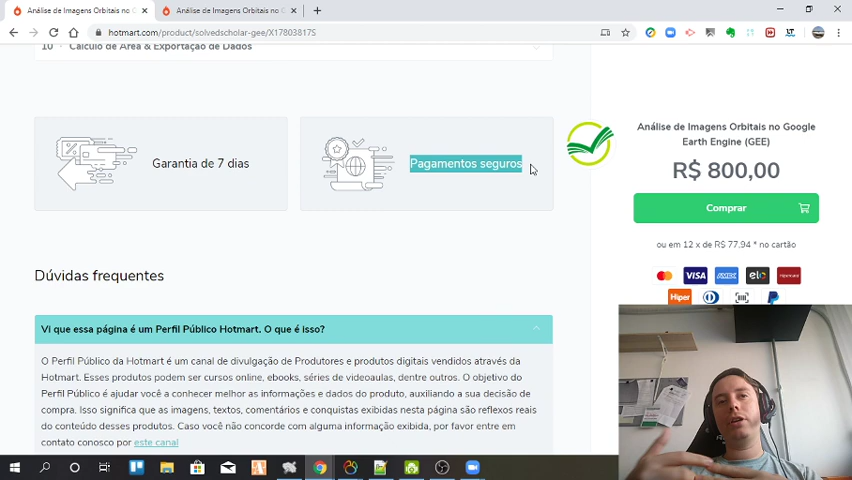 Análise de Imagens Orbitais no G
Análise de Imagens Orbitais no G
hotmart.com/product/solvedscholar-gee/X17803817S
10 - Cálculo de Área & Exportação de Dados
Garantia de 7 dias
Pagamentos seguros
Análise de Imagens Orbitais no Google
Earth Engine (GEE)
R$ 800,00
Comprar
ou em 12 x de R$ 77,94 * no cartão
VISA
AMEX
elo
Hipercard
Hiper
Dúvidas frequentes
Vi que essa página é um Perfil Público Hotmart. O que é isso?
O Perfil Público da Hotmart é um canal de divulgação de Produtores e produtos digitais vendidos através da
Hotmart. Esses produtos podem ser cursos online, ebooks, séries de videoaulas, dentre outros. O objetivo do
Perfil Público é ajudar você a conhecer melhor as informações e dados do produto, auxiliando a sua decisão de
compra. Isso significa que as imagens, textos, comentários e conquistas exibidas nesta página são reflexos reais
do conteúdo desses produtos. Caso você não concorde com alguma informação exibida, por favor entre em
contato conosco por este canal